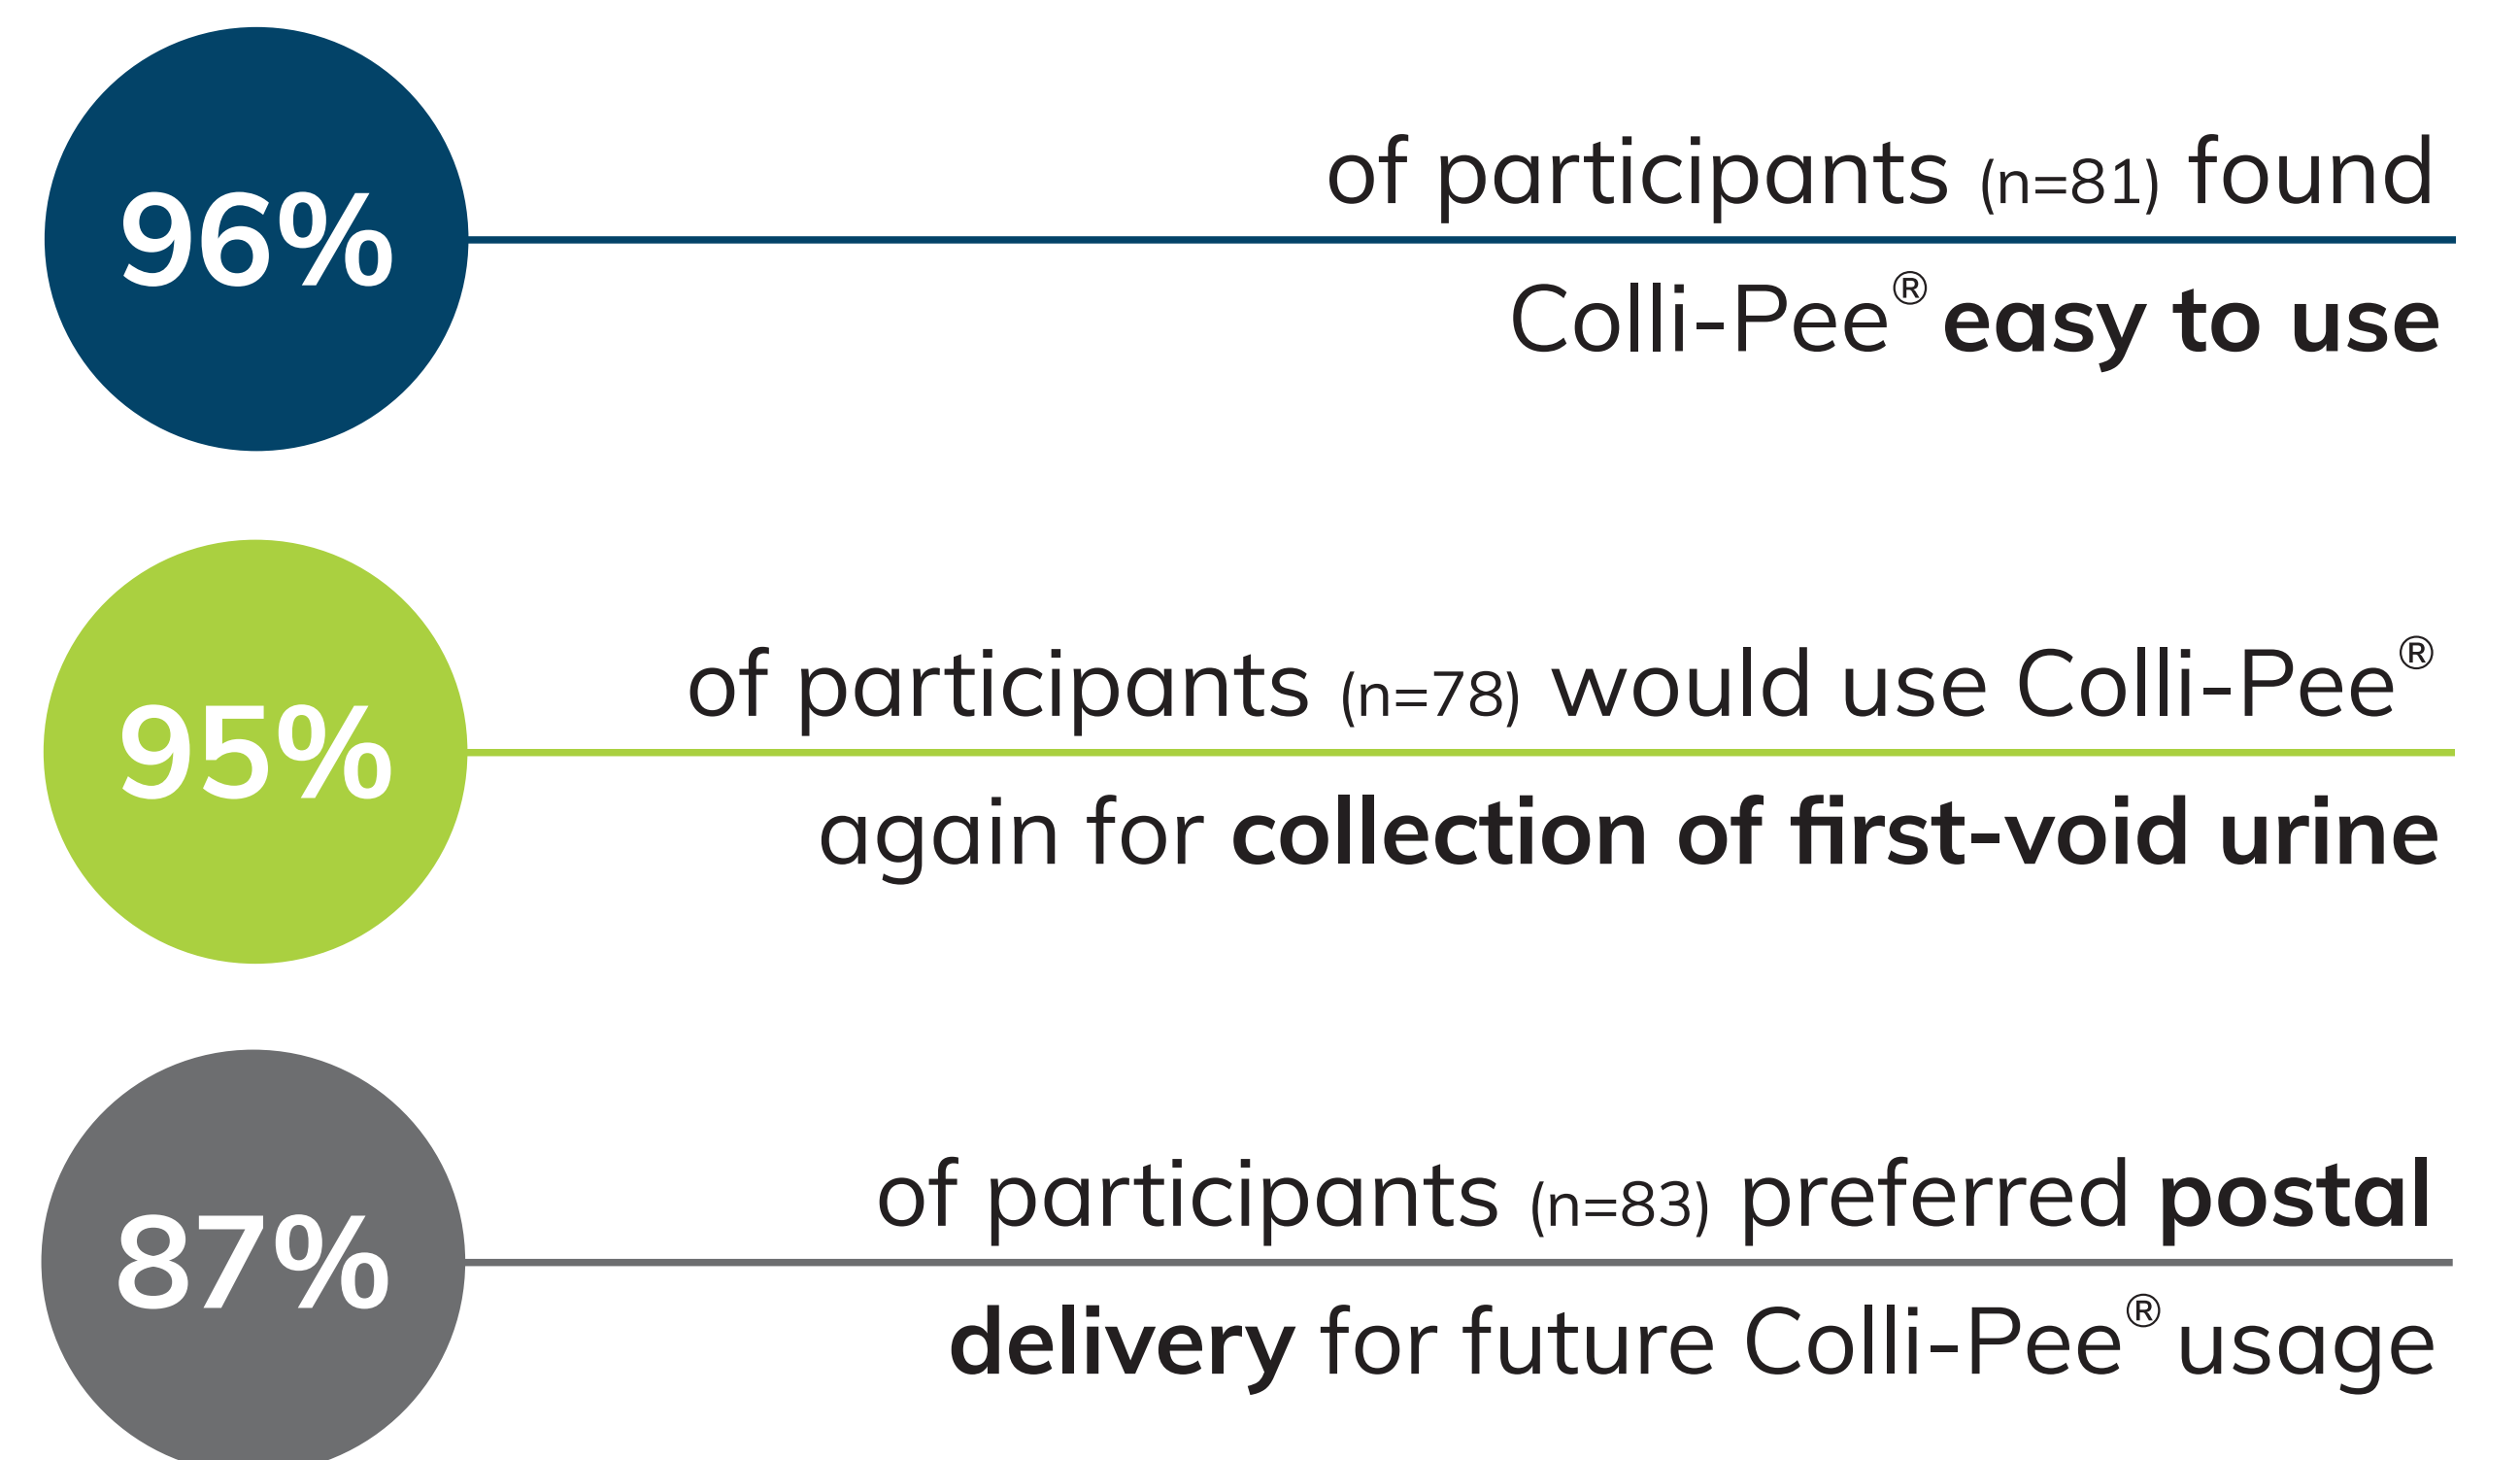 96%
of participants (n=81) found
Colli-Pee® easy to use
95%
of participants (n=78) would use Colli-Pee®
again for collection of first-void urine
87%
of participants (n=83) preferred postal
delivery for future Colli-Pee® usage